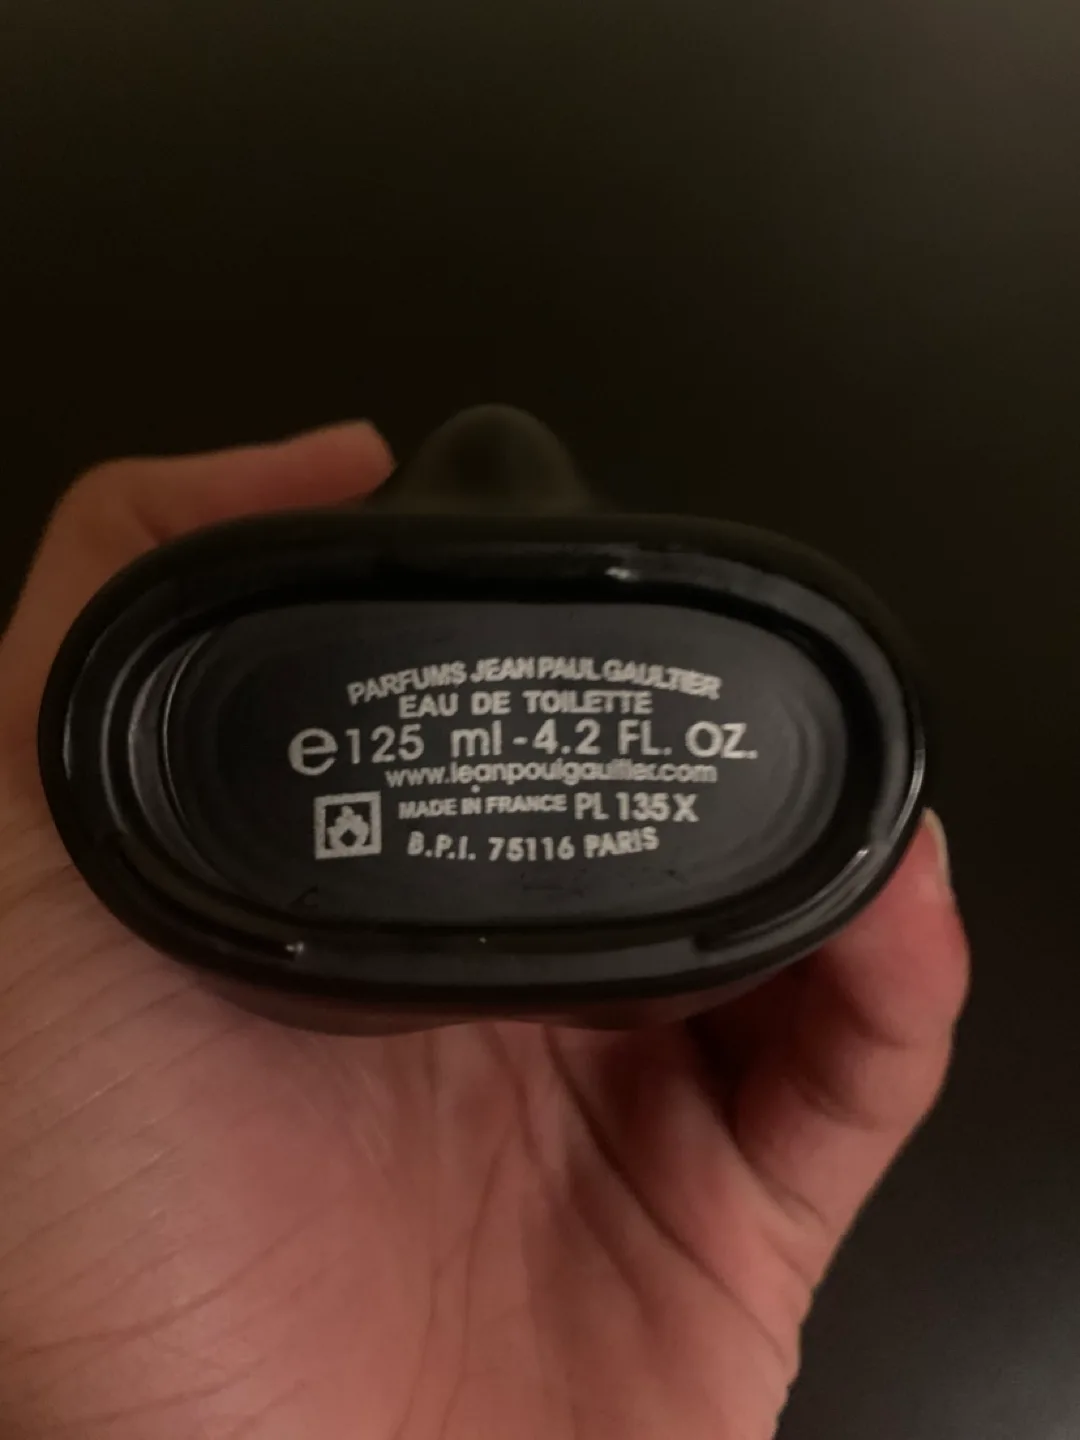 PARFUMS JEAN PAUL GAULTIER
EAU DE TOILETTE
e 125 ml - 4.2 FL. OZ.
www.jeanpaulgaultier.com
MADE IN FRANCE PL 135X
B.P.I. 75116 PARIS